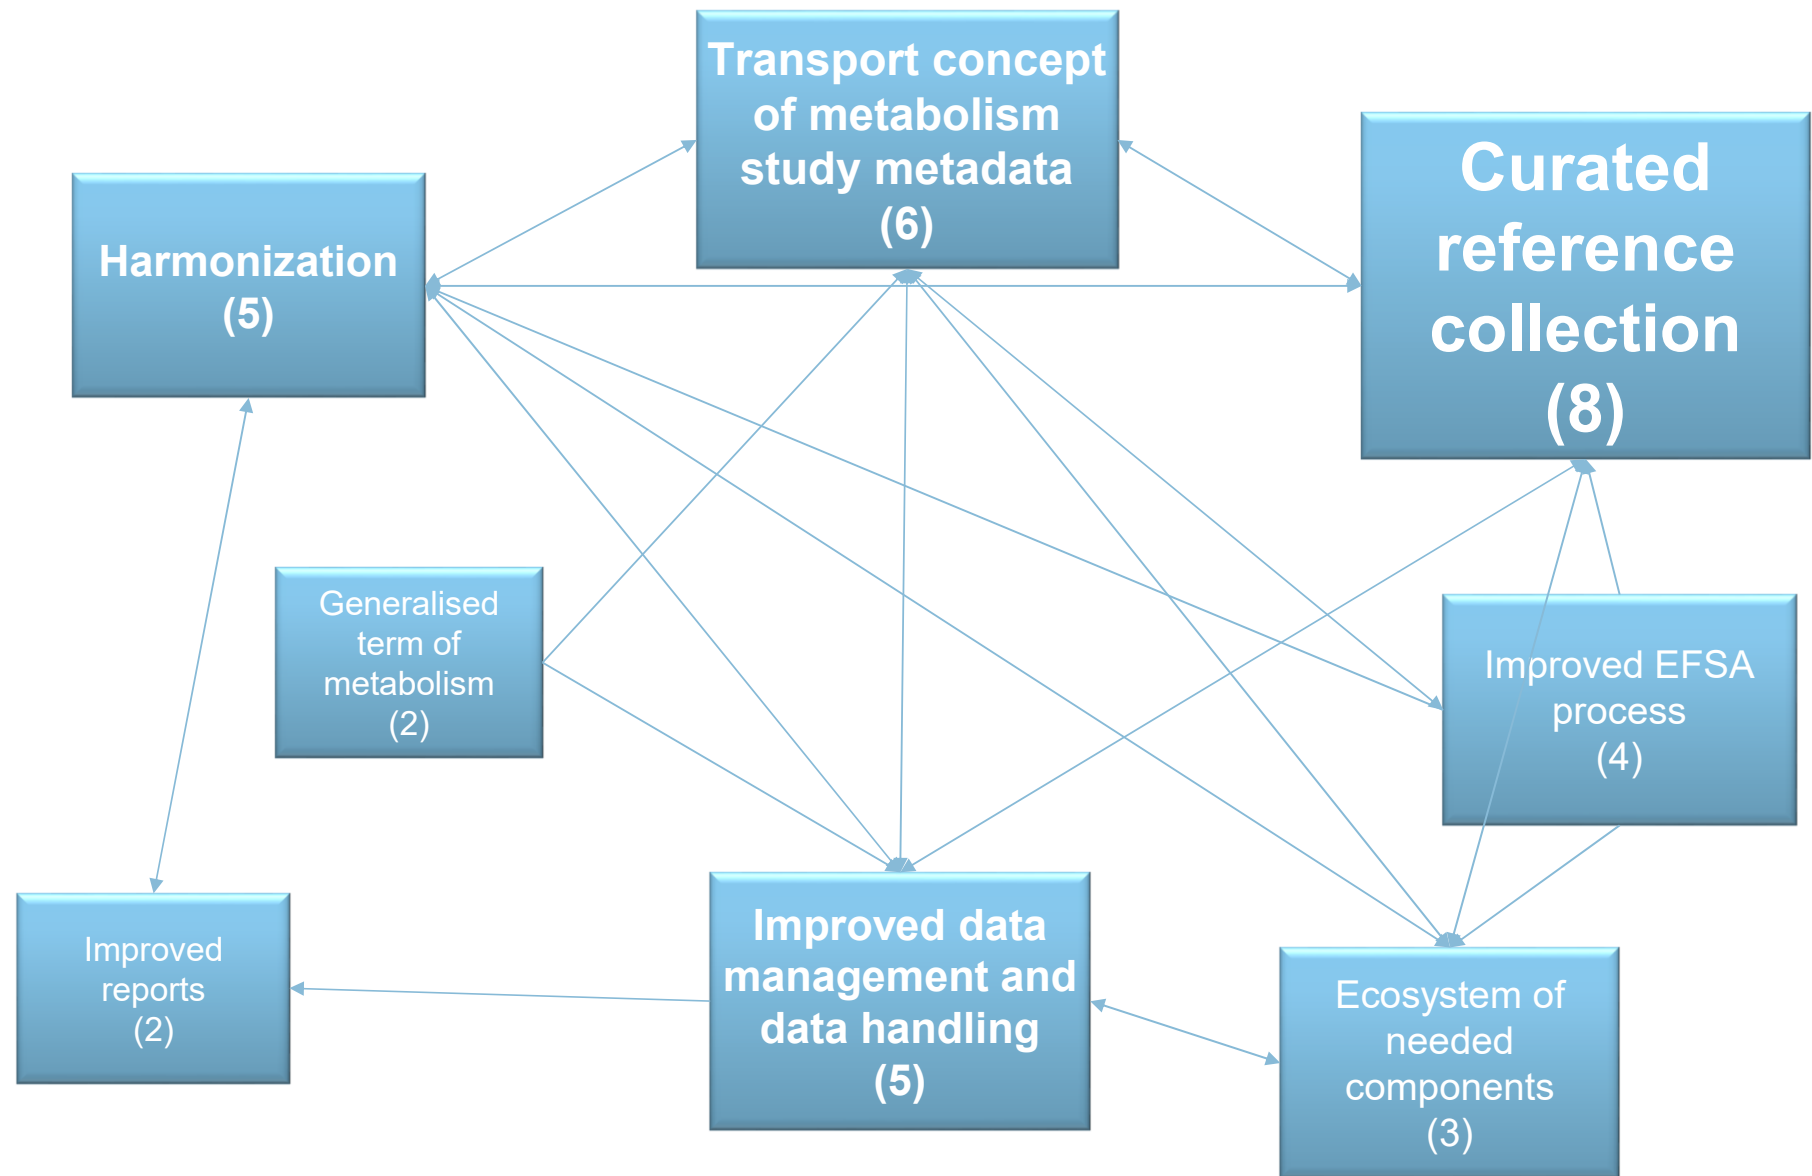 Transport concept
of metabolism
study metadata
(6)
Curated
reference
collection
(8)
Harmonization
(5)
Generalised
term of
metabolism
(2)
Improved EFSA
process
(4)
Improved
reports
(2)
Improved data
management and
data handling
(5)
Ecosystem of
needed
components
(3)